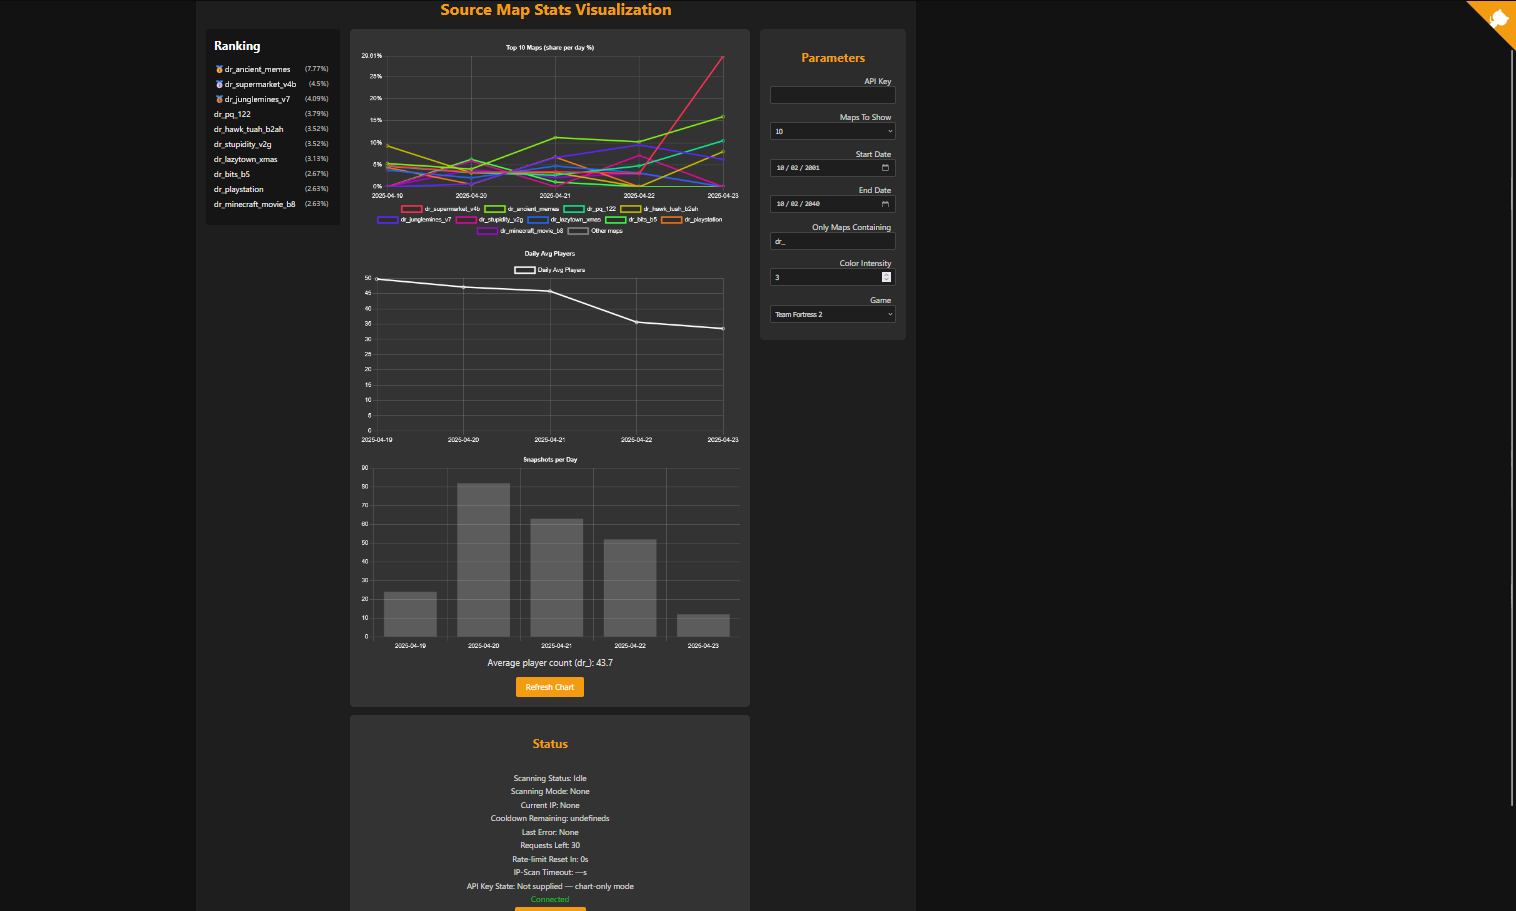 Source Map Stats Visualization
Ranking
dr_ancient_memes (7.77%)
dr_supermarket_v4b (4.5%)
dr_junglemines_v7 (4.09%)
dr_pq_122 (3.79%)
dr_hawk_tuah_b2ah (3.52%)
dr_stupidity_v2g (3.52%)
dr_lazytown_xmas (3.13%)
dr_bits_b5 (2.67%)
dr_playstation (2.63%)
dr_minecraft_movie_b8 (2.63%)
Top 10 Maps (share per day %)
29.01%
25%
20%
15%
10%
5%
0%
2025-04-19 2025-04-20 2025-04-21 2025-04-22 2025-04-23
dr_supermarket_v4b dr_ancient_memes dr_pq_122 dr_hawk_tuah_b2ah
dr_junglemines_v7 dr_stupidity_v2g dr_lazytown_xmas dr_bits_b5 dr_playstation
dr_minecraft_movie_b8 Other maps
Daily Avg Players
Daily Avg Players
50
45
40
35
30
25
20
15
10
5
0
2025-04-19 2025-04-20 2025-04-21 2025-04-22 2025-04-23
Snapshots per Day
90
80
70
60
50
40
30
20
10
0
2025-04-19 2025-04-20 2025-04-21 2025-04-22 2025-04-23
Average player count (dr_): 43.7
Refresh Chart
Status
Scanning Status: Idle
Scanning Mode: None
Current IP: None
Cooldown Remaining: undefineds
Last Error: None
Requests Left: 30
Rate-limit Reset In: 0s
IP-Scan Timeout: —s
API Key State: Not supplied — chart-only mode
Connected
Parameters
API Key
Maps To Show
10
Start Date
10 / 02 / 2001
End Date
10 / 02 / 2040
Only Maps Containing
dr_
Color Intensity
3
Game
Team Fortress 2